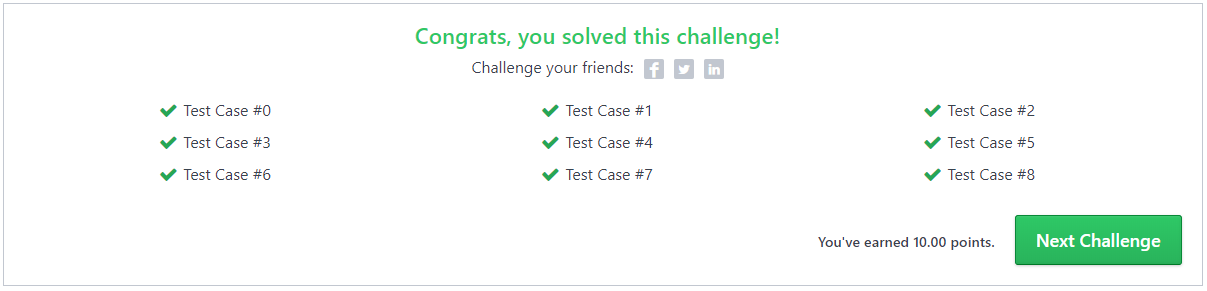 Congrats, you solved this challenge!
Challenge your friends:
Test Case #0 Test Case #1 Test Case #2
Test Case #3 Test Case #4 Test Case #5
Test Case #6 Test Case #7 Test Case #8
You've earned 10.00 points. Next Challenge